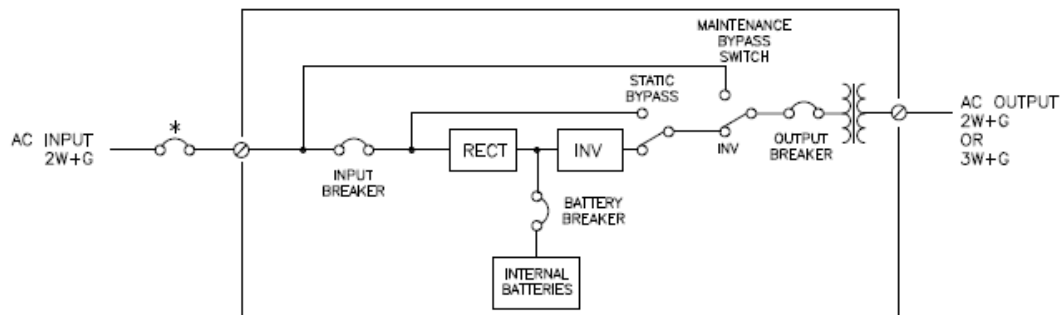 MAINTENANCE
BYPASS
SWITCH
STATIC
BYPASS
AC INPUT
2W+G
*
INPUT
BREAKER
RECT
INV
INV
OUTPUT
BREAKER
AC OUTPUT
2W+G
OR
3W+G
BATTERY
BREAKER
INTERNAL
BATTERIES